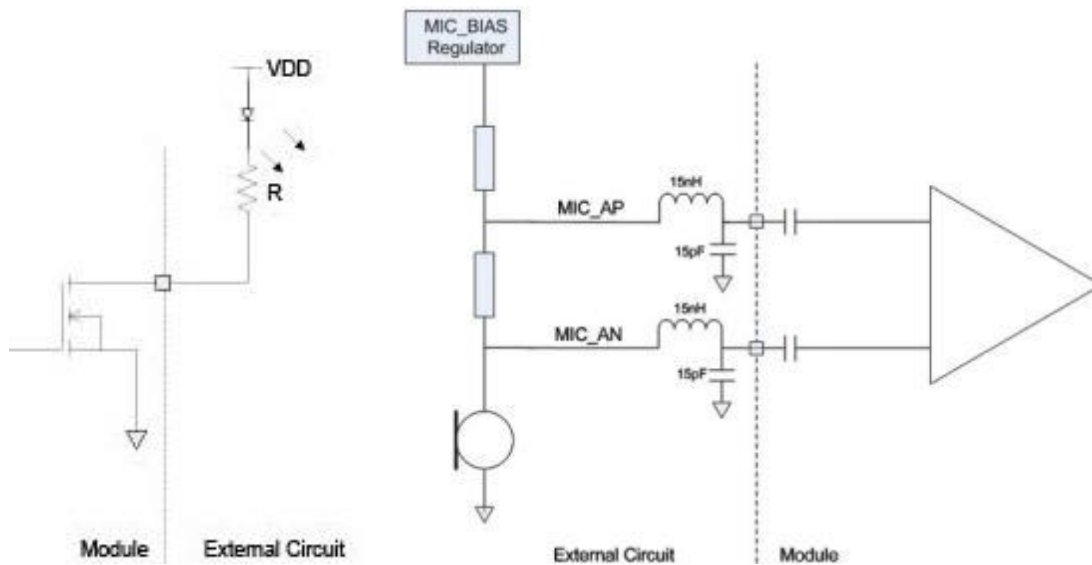 VDD
R
Module
External Circuit
MIC_BIAS
Regulator
MIC_AP
15nH
15pF
MIC_AN
15nH
15pF
External Circuit
Module